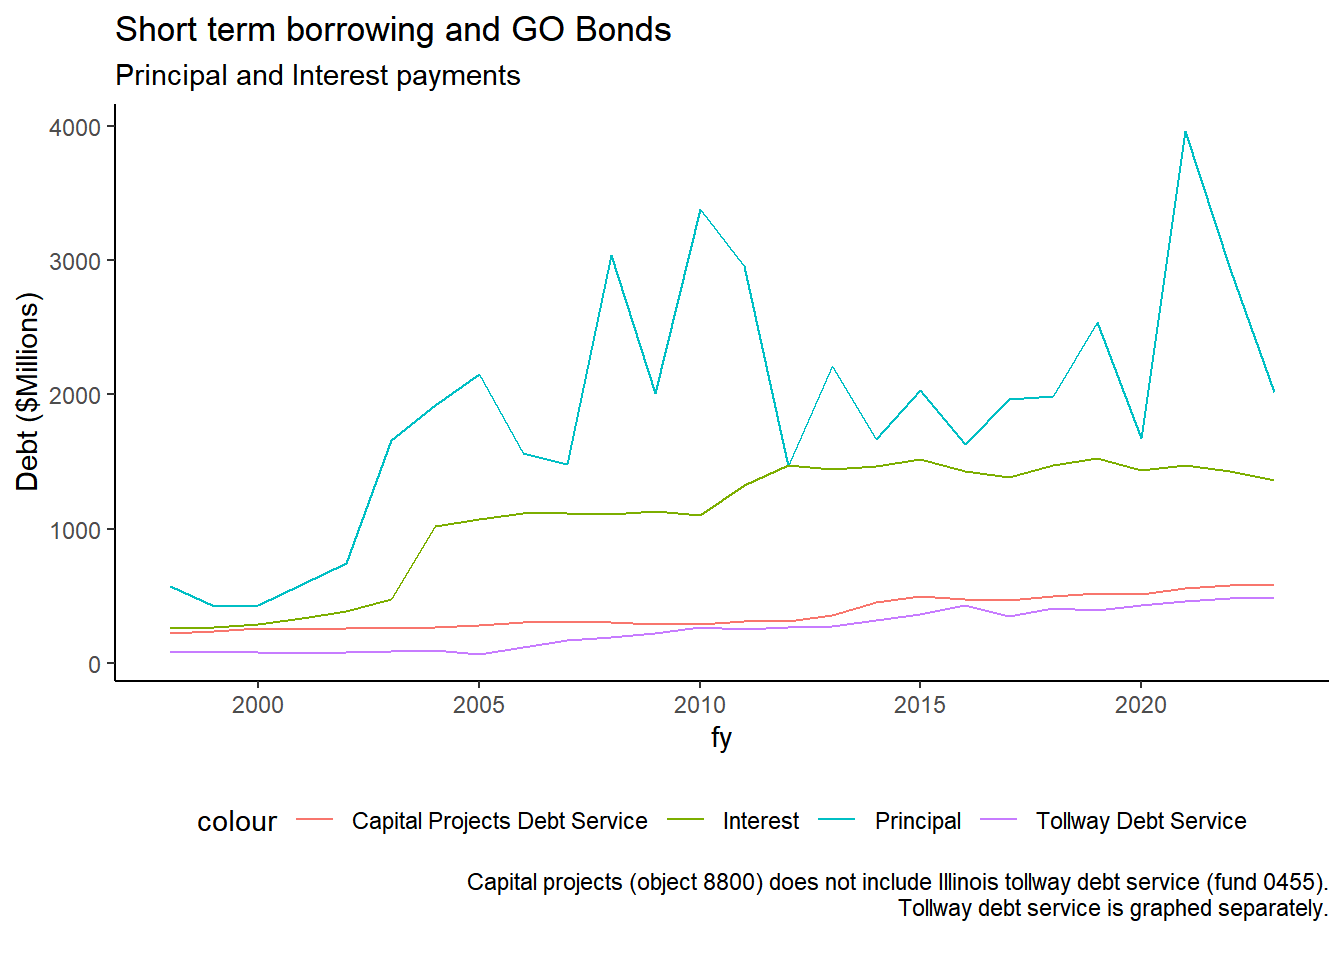 Short term borrowing and GO Bonds
Principal and Interest payments
Debt ($Millions)
4000
3000
2000
1000
0
2000 2005 2010 2015 2020
fy
colour Capital Projects Debt Service Interest Principal Tollway Debt Service
Capital projects (object 8800) does not include Illinois tollway debt service (fund 0455).
Tollway debt service is graphed separately.